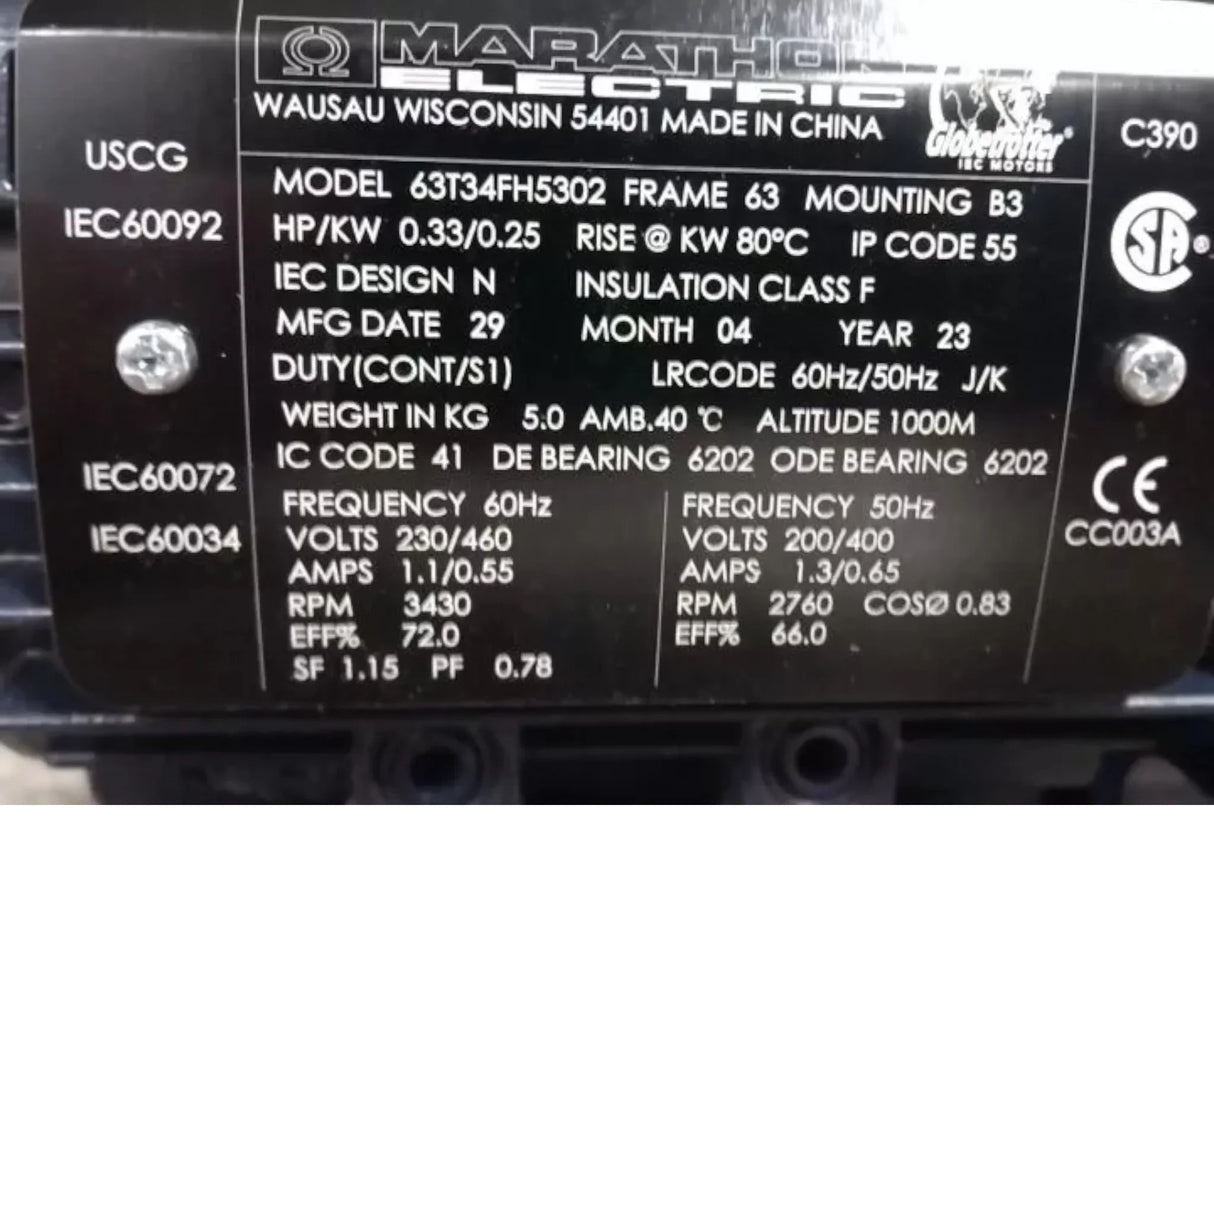 MARATHON
ELECTRIC
WAUSAU WISCONSIN 54401 MADE IN CHINA
Globetrotter®
IEC MOTORS
C390
USCG
IEC60092
MODEL 63T34FH5302 FRAME 63 MOUNTING B3
HP/KW 0.33/0.25 RISE @ KW 80°C IP CODE 55
IEC DESIGN N INSULATION CLASS F
MFG DATE 29 MONTH 04 YEAR 23
DUTY(CONT/S1) LRCODE 60Hz/50Hz J/K
WEIGHT IN KG 5.0 AMB.40 ℃ ALTITUDE 1000M
IC CODE 41 DE BEARING 6202 ODE BEARING 6202
FREQUENCY 60Hz
VOLTS 230/460
AMPS 1.1/0.55
RPM 3430
EFF% 72.0
SF 1.15 PF 0.78
FREQUENCY 50Hz
VOLTS 200/400
AMPS 1.3/0.65
RPM 2760 COSØ 0.83
EFF% 66.0
IEC60072
IEC60034
SA®
CE
CC003A